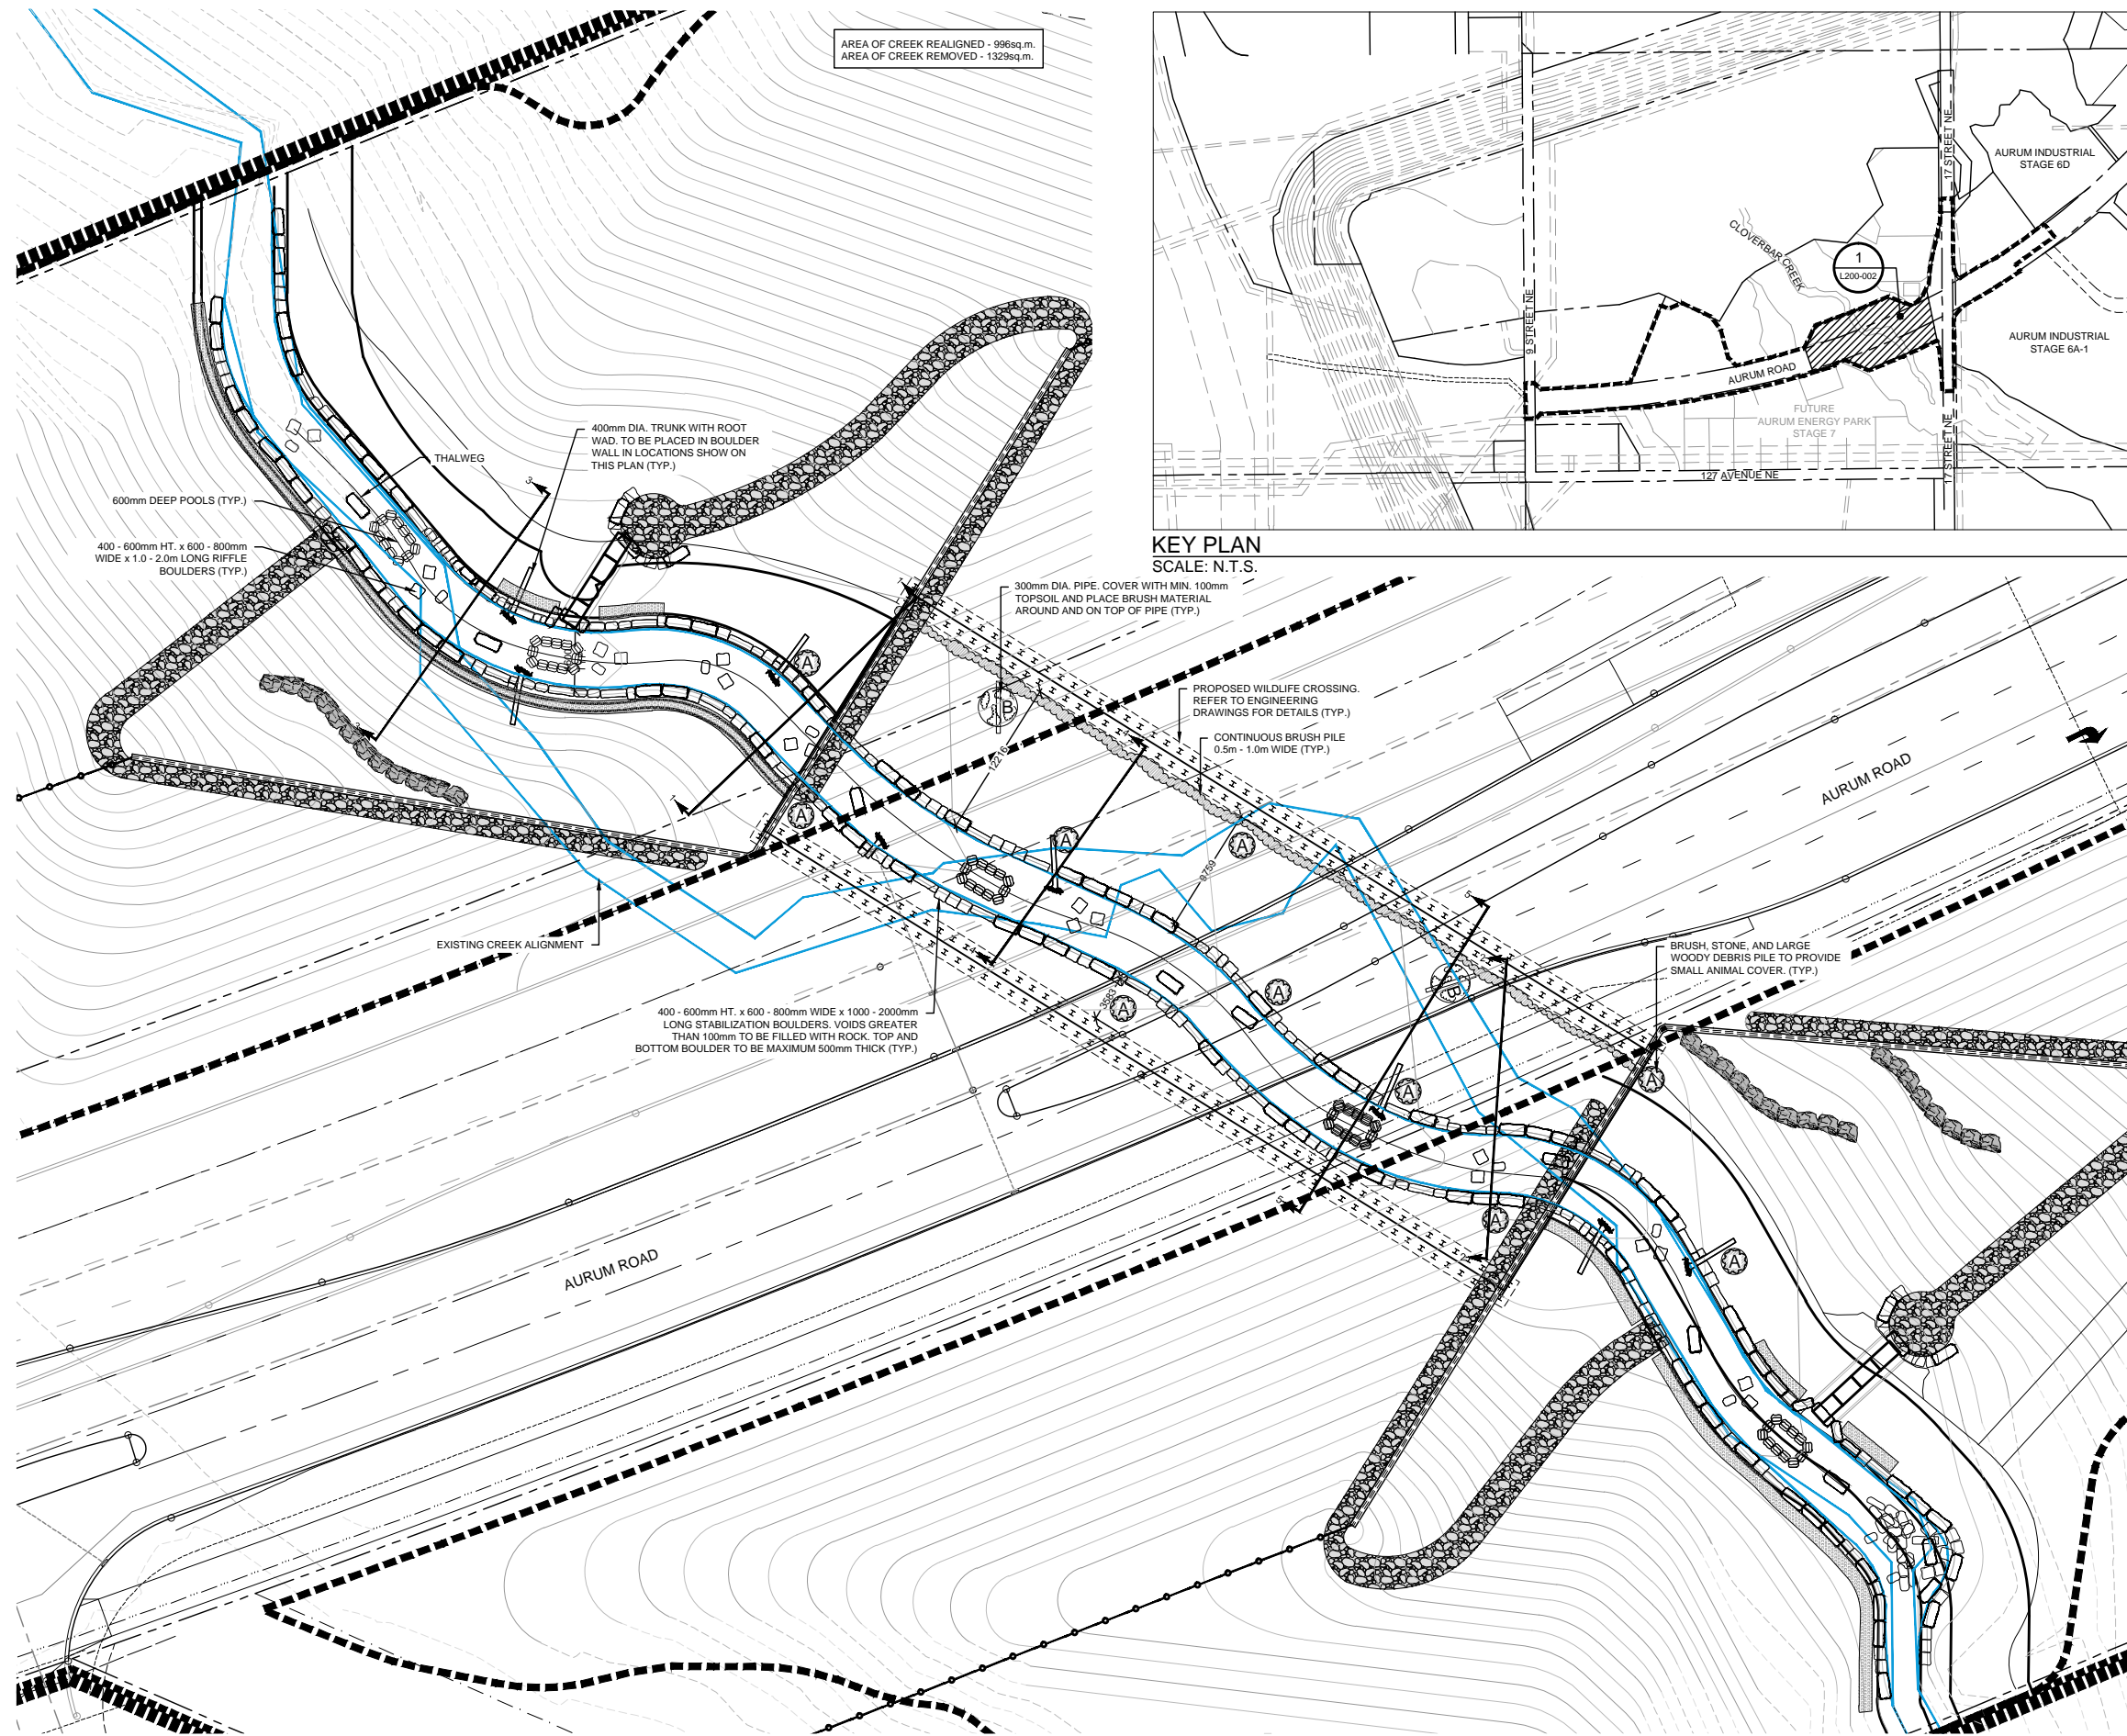 AREA OF CREEK REALIGNED - 996sq.m.
AREA OF CREEK REMOVED - 1329sq.m.
17 STREET NE
AURUM INDUSTRIAL
STAGE 6D
CLOVERBAR CREEK
1
L200-002
9 STREET NE
AURUM INDUSTRIAL
STAGE 6A-1
AURUM ROAD
FUTURE
AURUM ENERGY PARK
STAGE 7
17 STREET NE
127 AVENUE NE
KEY PLAN
SCALE: N.T.S.
400mm DIA. TRUNK WITH ROOT
WAD. TO BE PLACED IN BOULDER
WALL IN LOCATIONS SHOW ON
THIS PLAN (TYP.)
THALWEG
3
600mm DEEP POOLS (TYP.)
400 - 600mm HT. x 600 - 800mm
WIDE x 1.0 - 2.0m LONG RIFFLE
BOULDERS (TYP.)
300mm DIA. PIPE. COVER WITH MIN. 100mm
TOPSOIL AND PLACE BRUSH MATERIAL
AROUND AND ON TOP OF PIPE (TYP.)
A
PROPOSED WILDLIFE CROSSING.
REFER TO ENGINEERING
DRAWINGS FOR DETAILS (TYP.)
B
CONTINUOUS BRUSH PILE
0.5m - 1.0m WIDE (TYP.)
12216
AURUM ROAD
A
A
A
9759
EXISTING CREEK ALIGNMENT
BRUSH, STONE, AND LARGE
WOODY DEBRIS PILE TO PROVIDE
SMALL ANIMAL COVER. (TYP.)
B
A
3583
A
400 - 600mm HT. x 600 - 800mm WIDE x 1000 - 2000mm
LONG STABILIZATION BOULDERS. VOIDS GREATER
THAN 100mm TO BE FILLED WITH ROCK. TOP AND
BOTTOM BOULDER TO BE MAXIMUM 500mm THICK (TYP.)
A
A
A
A
AURUM ROAD